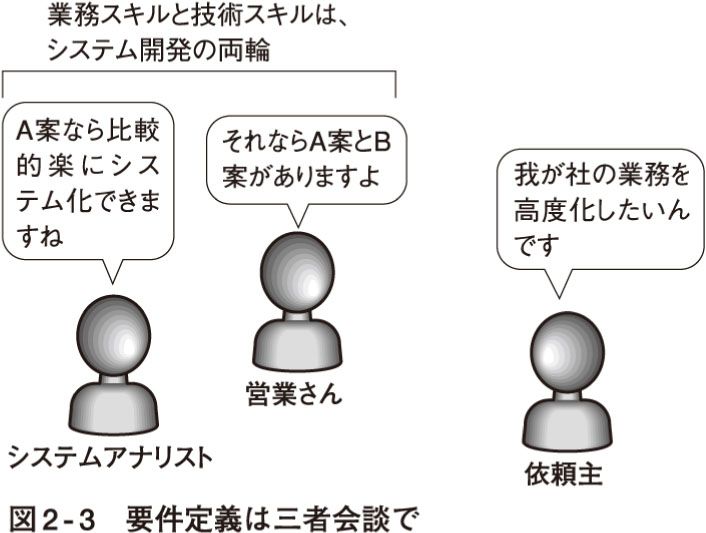 業務スキルと技術スキルは、
システム開発の両輪
A案なら比較
的楽にシス
テム化できま
すね
それならA案とB
案がありますよ
我が社の業務を
高度化したいん
です
システムアナリスト
営業さん
依頼主
図2-3 要件定義は三者会談で